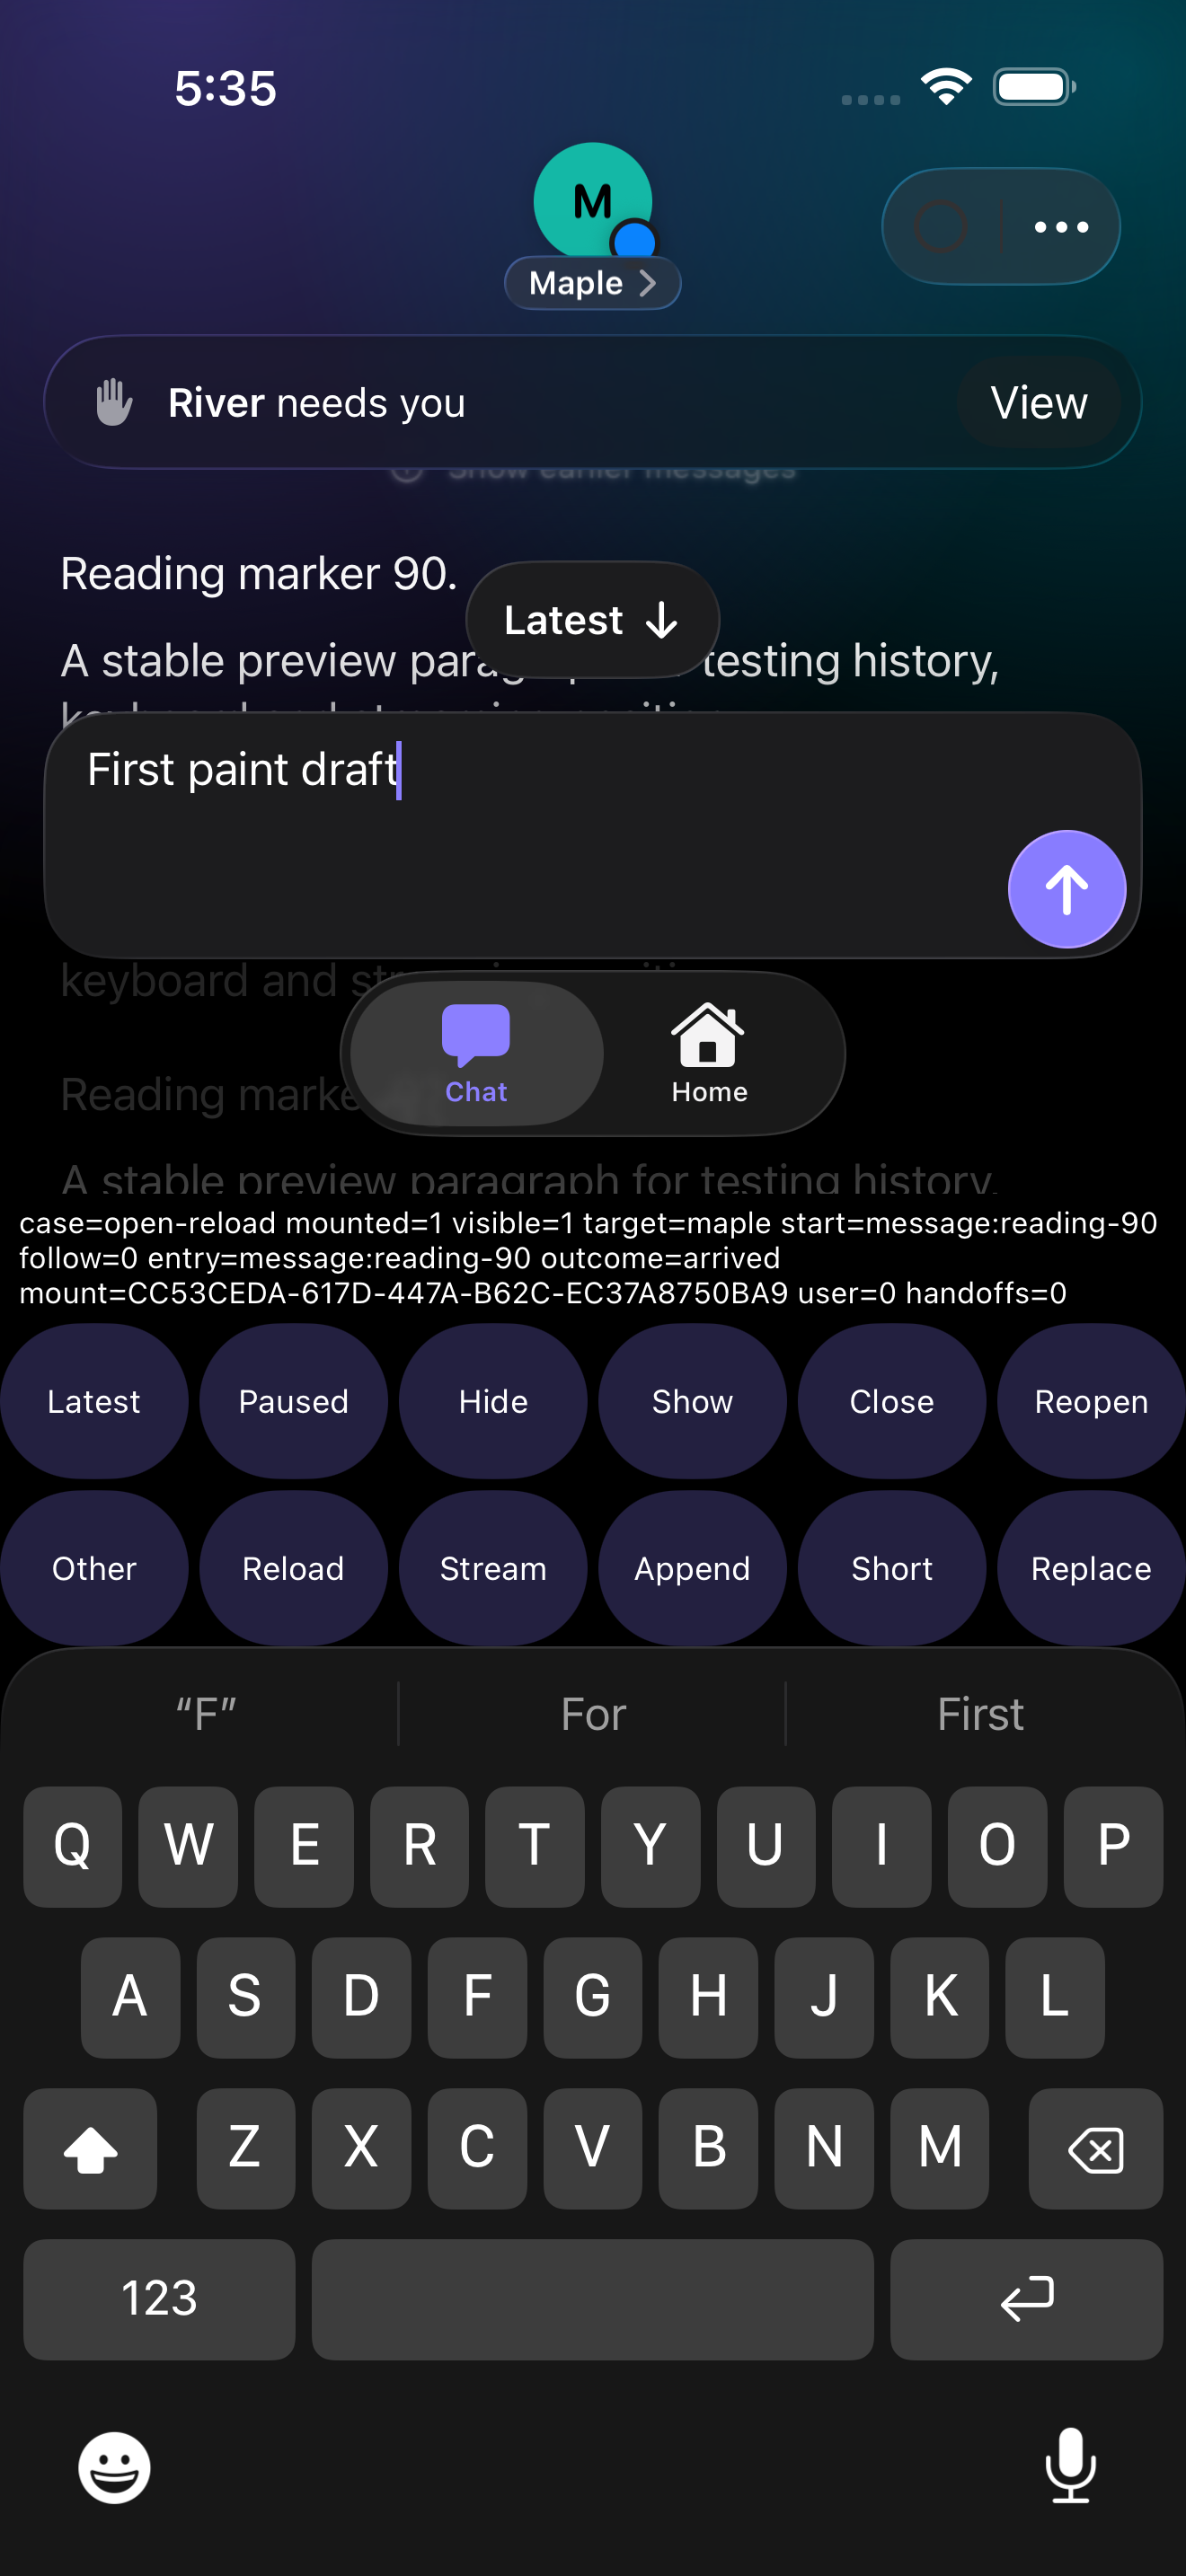 5:35
M
Maple
River needs you
View
Show earlier messages
Reading marker 90.
Latest
A stable preview testing history,
First paint draft
keyboard and
Chat
Home
Reading
A stable preview paragraph for testing history,
case=open-reload mounted=1 visible=1 target=maple start=message:reading-90
follow=0 entry=message:reading-90 outcome=arrived
mount=CC53CEDA-617D-447A-B62C-EC37A8750BA9 user=0 handoffs=0
Latest Paused Hide Show Close Reopen
Other Reload Stream Append Short Replace
“F” For First
Q W E R T Y U I O P
A S D F G H J K L
Z X C V B N M
123